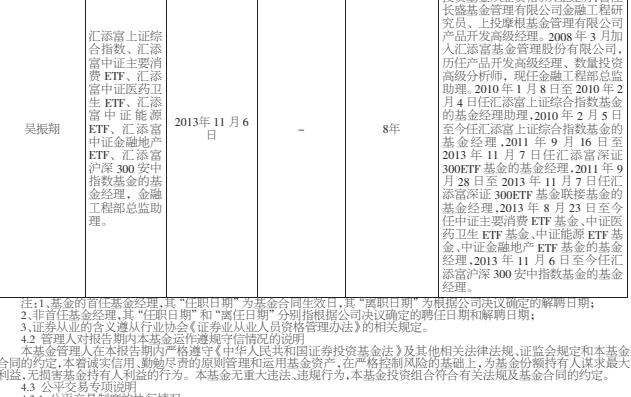 吴振翔
汇添富上证综
合指数、汇添
富中证主要消
费 ETF、汇添
富中证医药卫
生 ETF、汇添
富中证能源
ETF、汇添富
中证金融地产
ETF、汇添富
沪深 300 安中
指数基金的基
金经理，金融
工程部总监助
理。
2013年 11 月 6
日
－
8年
长盛基金管理有限公司金融工程研
究员、上投摩根基金管理有限公司
产品开发高级经理。2008 年 3 月加
入汇添富基金管理股份有限公司，
历任产品开发高级经理、数量投资
高级分析师，现任金融工程部总监
助理。2010 年 1 月 8 日至 2010 年 2
月 4 日任汇添富上证综合指数基金
的基金经理助理，2010 年 2 月 5 日
至今任汇添富上证综合指数基金的
基金经理，2011 年 9 月 16 日至
2013 年 11 月 7 日任汇添富深证
300ETF 基金的基金经理，2011 年 9
月 28 日至 2013 年 11 月 7 日任汇
添富深证 300ETF 基金联接基金的
基金经理，2013 年 8 月 23 日至今
任中证主要消费 ETF 基金、中证医
药卫生 ETF 基金、中证能源 ETF 基
金、中证金融地产 ETF 基金的基金
经理，2013 年 11 月 6 日至今任汇
添富沪深 300 安中指数基金的基金
经理。
注：1、基金的首任基金经理，其 “任职日期” 为基金合同生效日，其 “离职日期” 为根据公司决议确定的解聘日期；
2、非首任基金经理，其 “任职日期” 和 “离任日期” 分别指根据公司决议确定的聘任日期和解聘日期；
3、证券从业的含义遵从行业协会《证券业从业人员资格管理办法》的相关规定。
4.2 管理人对报告期内本基金运作遵规守信情况的说明
本基金管理人在本报告期内严格遵守《中华人民共和国证券投资基金法》及其他相关法律法规、证监会规定和本基金
合同的约定，本着诚实信用、勤勉尽责的原则管理和运用基金资产，在严格控制风险的基础上，为基金份额持有人谋求最大
利益，无损害基金持有人利益的行为。本基金无重大违法、违规行为，本基金投资组合符合有关法规及基金合同的约定。
4.3 公平交易专项说明